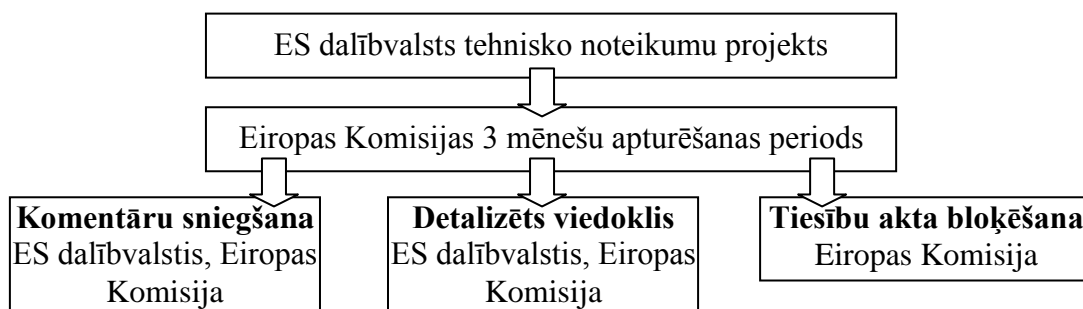 ES dalībvalsts tehnisko noteikumu projekts
Eiropas Komisijas 3 mēnešu apturēšanas periods
Komentāru sniegšana
ES dalībvalstis, Eiropas
Komisija
Detalizēts viedoklis
ES dalībvalstis, Eiropas
Komisija
Tiesību akta bloķēšana
Eiropas Komisija